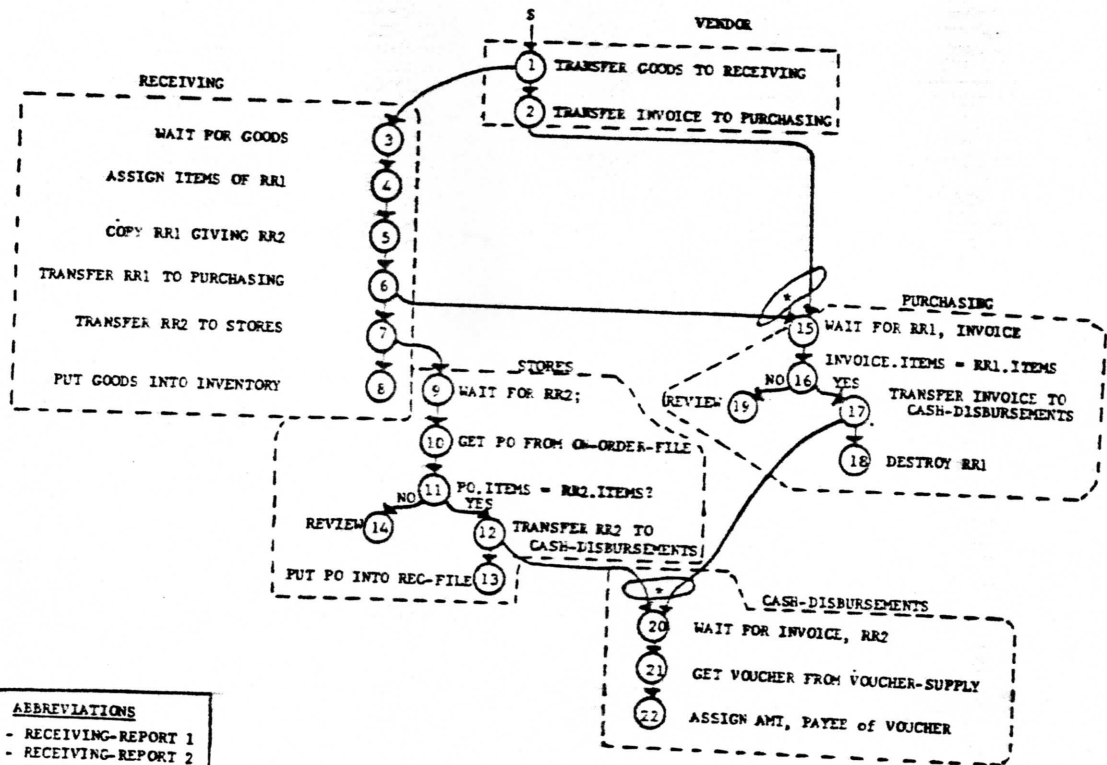 S
VENDOR
1 TRANSFER GOODS TO RECEIVING
2 TRANSFER INVOICE TO PURCHASING
RECEIVING
WAIT FOR GOODS 3
ASSIGN ITEMS OF RR1 4
COPY RR1 GIVING RR2 5
TRANSFER RR1 TO PURCHASING 6
TRANSFER RR2 TO STORES 7
PUT GOODS INTO INVENTORY 8
STORES
9 WAIT FOR RR2;
10 GET PO FROM ON-ORDER-FILE
11 PO.ITEMS = RR2.ITEMS?
NO YES
REVIEW 14
12 TRANSFER RR2 TO
CASH-DISBURSEMENTS
PUT PO INTO REC-FILE 13
*
PURCHASING
15 WAIT FOR RR1, INVOICE
INVOICE.ITEMS = RR1.ITEMS
NO 16 YES
REVIEW 19
17 TRANSFER INVOICE TO
CASH-DISBURSEMENTS
18 DESTROY RR1
*
CASH-DISBURSEMENTS
20 WAIT FOR INVOICE, RR2
21 GET VOUCHER FROM VOUCHER-SUPPLY
22 ASSIGN AMT, PAYEE of VOUCHER
ABBREVIATIONS
- RECEIVING-REPORT 1
- RECEIVING-REPORT 2